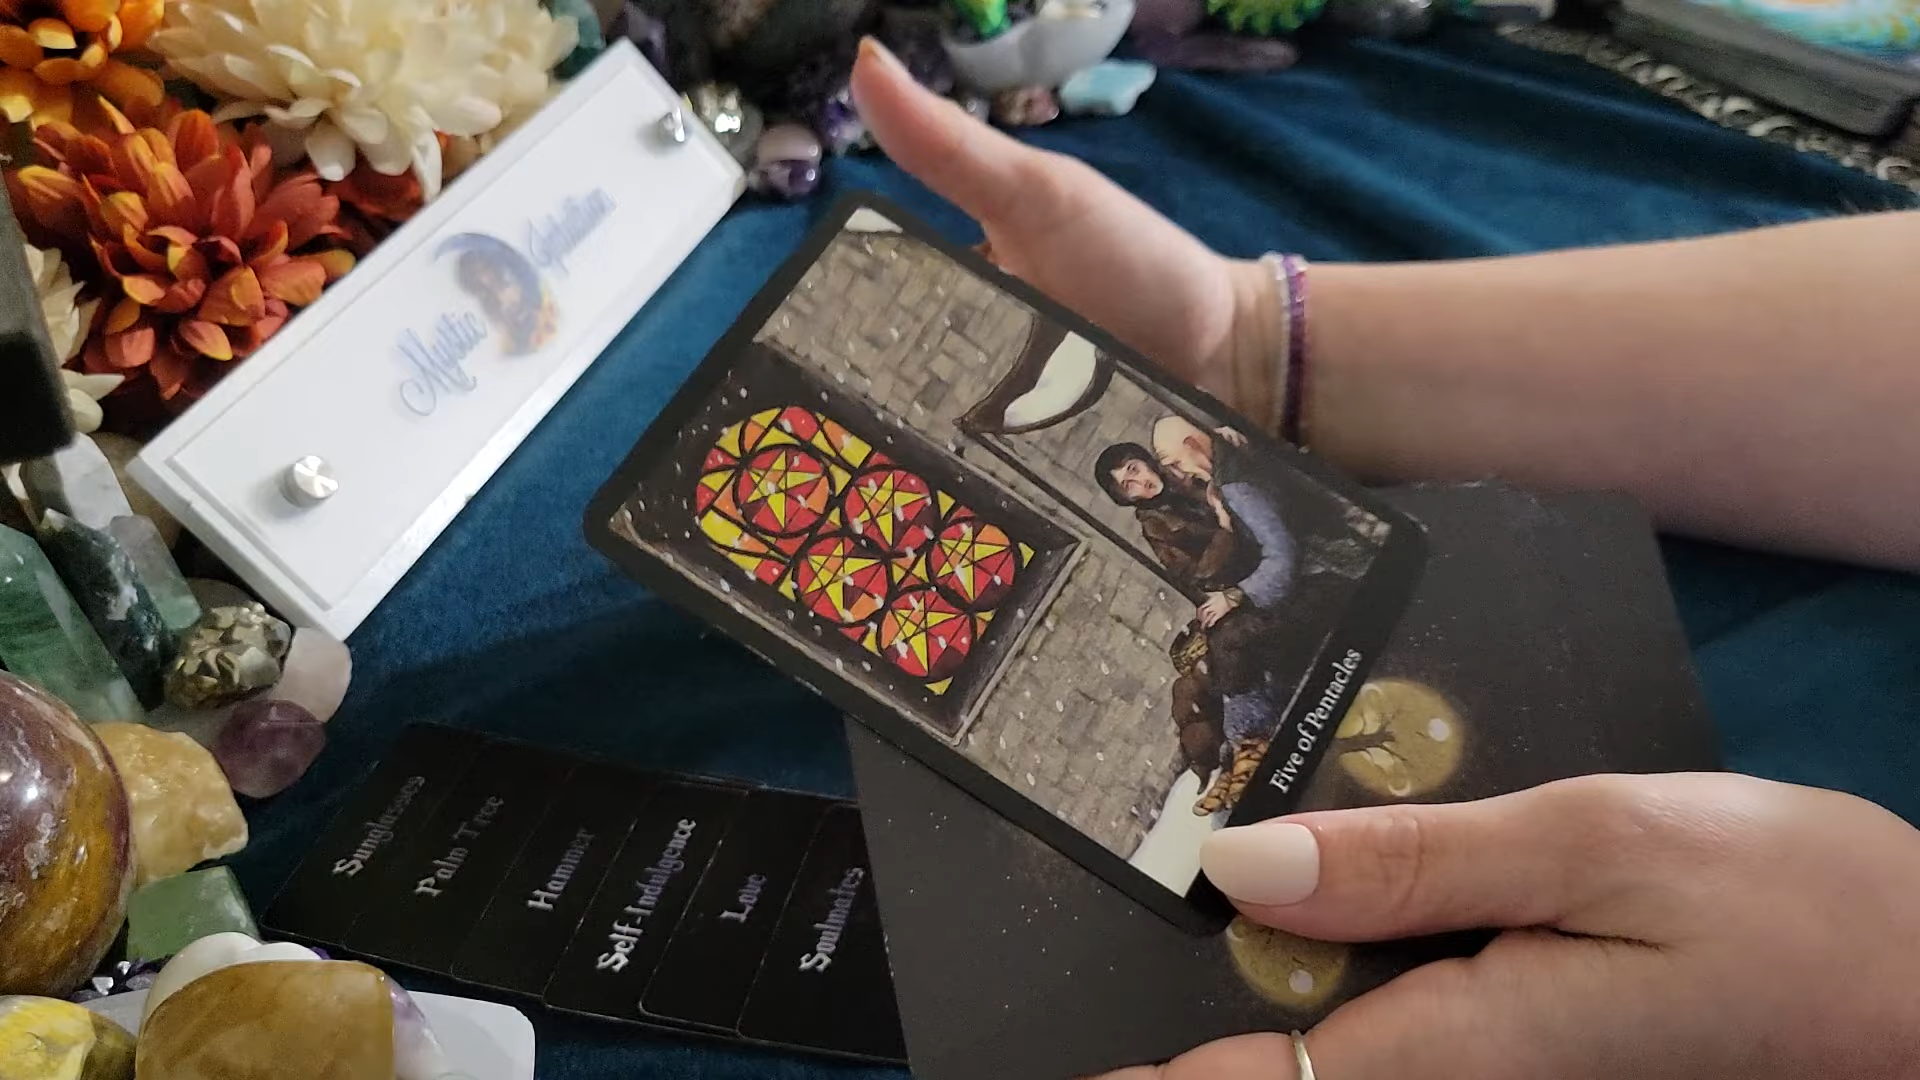 Mystic
Five of Pentacles
Sunglasses
Palm Tree
Hammer
Self-Indulgence
Love
Soulmates